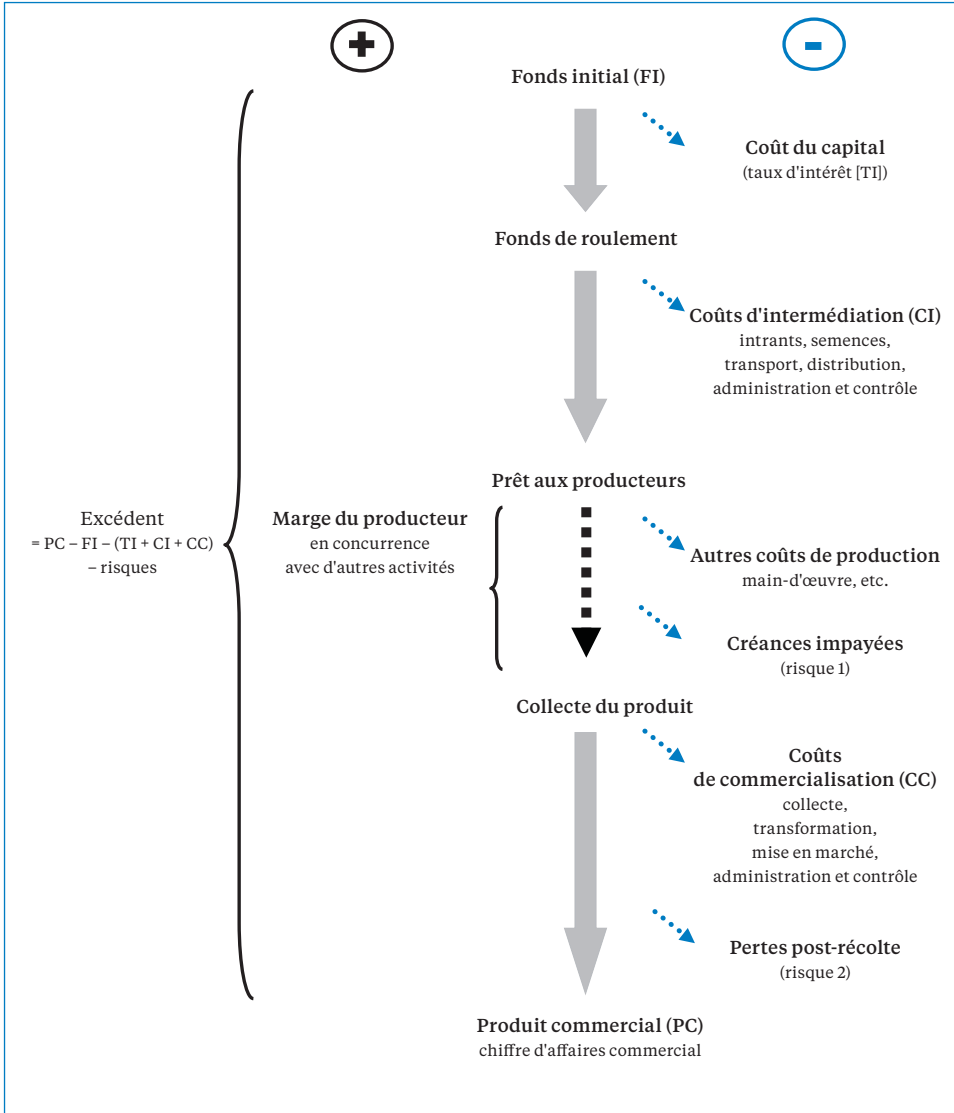 +
-
Fonds initial (FI)
Coût du capital
(taux d'intérêt [TI])
Fonds de roulement
Coûts d'intermédiation (CI)
intrants, semences,
transport, distribution,
administration et contrôle
Prêt aux producteurs
Excédent
= PC – FI – (TI + CI + CC)
– risques
Marge du producteur
en concurrence
avec d'autres activités
Autres coûts de production
main-d'œuvre, etc.
Créances impayées
(risque 1)
Collecte du produit
Coûts
de commercialisation (CC)
collecte,
transformation,
mise en marché,
administration et contrôle
Pertes post-récolte
(risque 2)
Produit commercial (PC)
chiffre d'affaires commercial